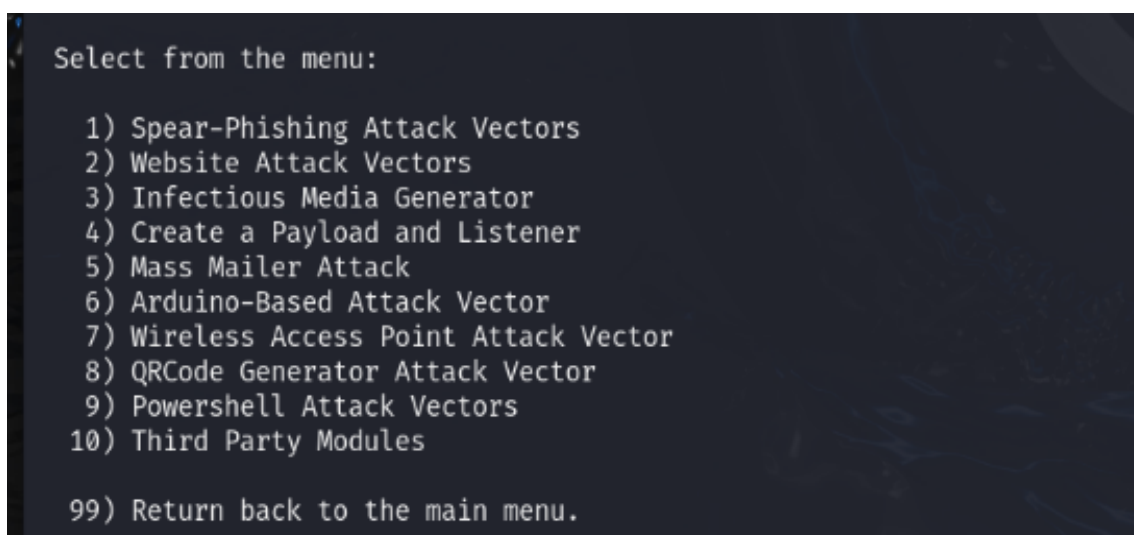 Select from the menu:
1) Spear-Phishing Attack Vectors
2) Website Attack Vectors
3) Infectious Media Generator
4) Create a Payload and Listener
5) Mass Mailer Attack
6) Arduino-Based Attack Vector
7) Wireless Access Point Attack Vector
8) QRCode Generator Attack Vector
9) Powershell Attack Vectors
10) Third Party Modules
99) Return back to the main menu.